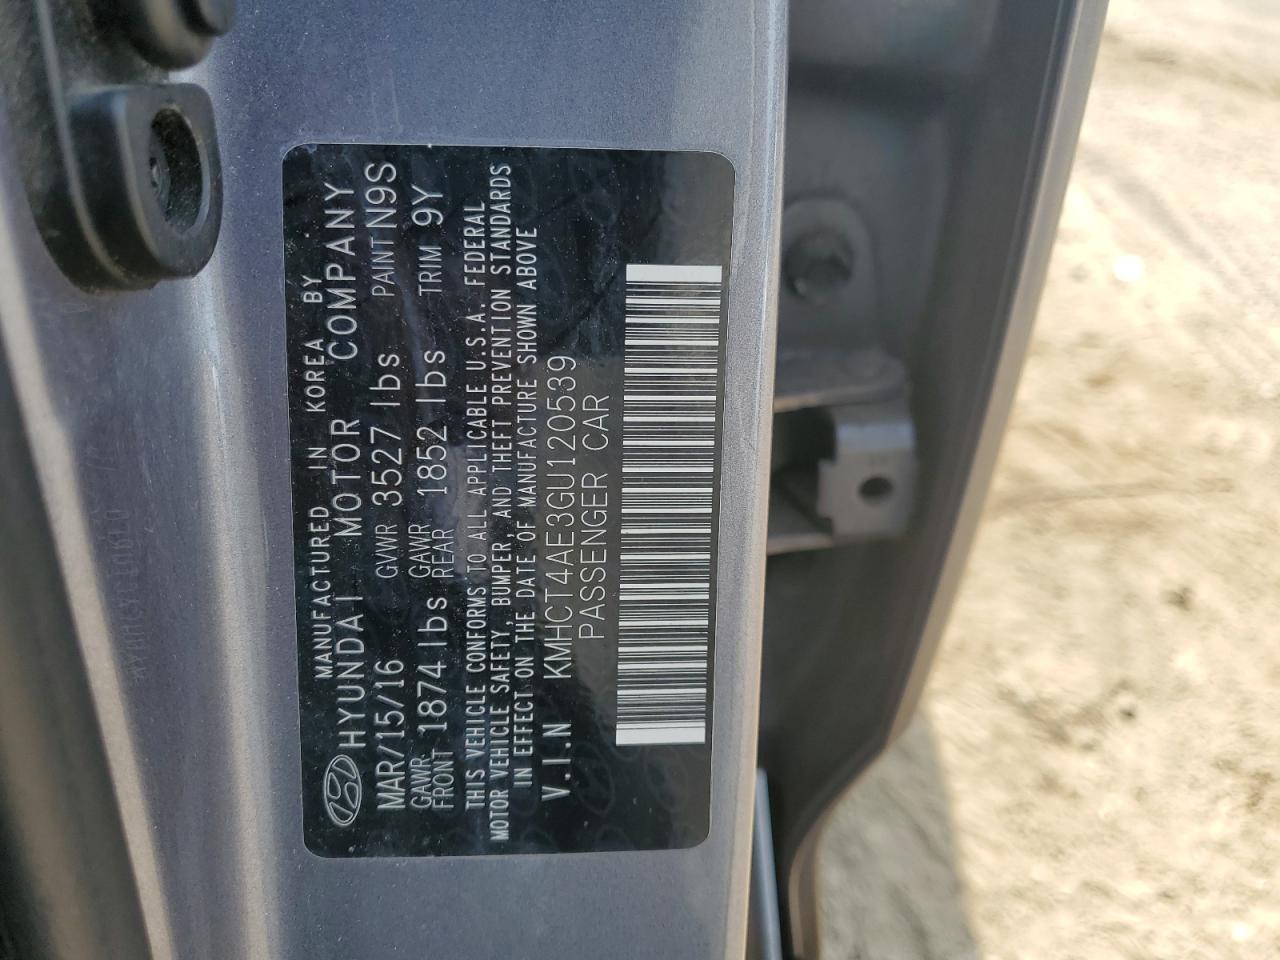 MANUFACTURED IN KOREA BY
HYUNDAI MOTOR COMPANY
MAR/15/16 GVWR 3527 lbs PAINT N9S
GAWR FRONT 1874 lbs GAWR REAR 1852 lbs TRIM 9Y
THIS VEHICLE CONFORMS TO ALL APPLICABLE U.S.A. FEDERAL
MOTOR VEHICLE SAFETY, BUMPER, AND THEFT PREVENTION STANDARDS
IN EFFECT ON THE DATE OF MANUFACTURE SHOWN ABOVE
V.I.N KMHCT4AE3GU120539
PASSENGER CAR